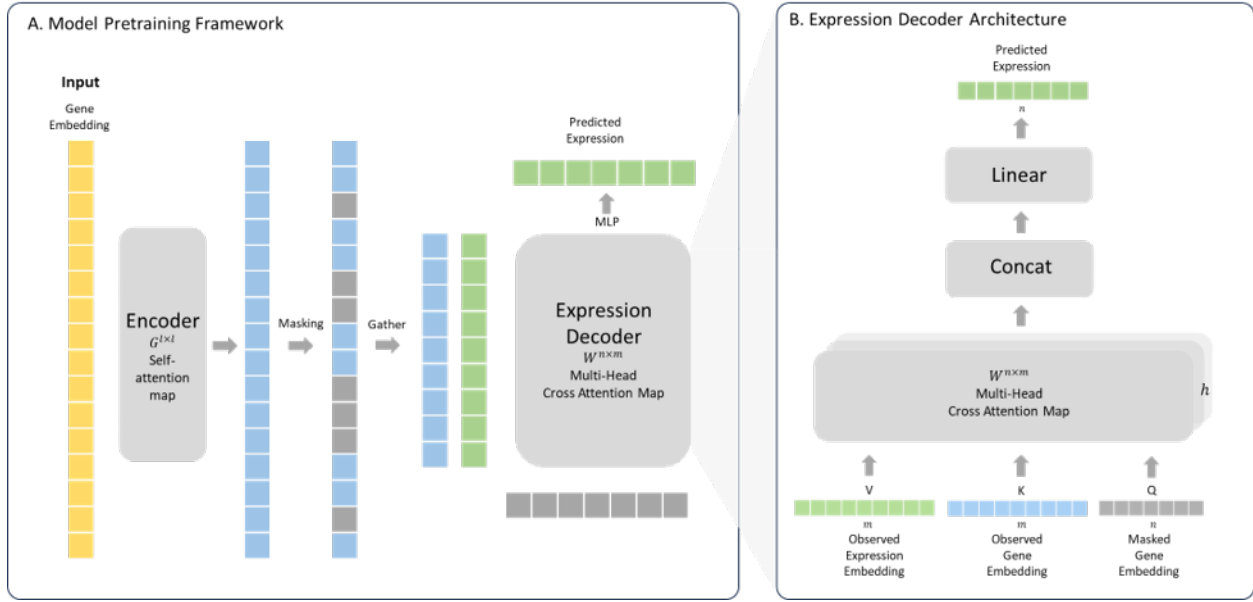 A. Model Pretraining Framework
Input
Gene
Embedding
Encoder
G^{l×l}
Self-
attention
map
Masking
Gather
Predicted
Expression
MLP
Expression
Decoder
W^{n×m}
Multi-Head
Cross Attention Map
B. Expression Decoder Architecture
Predicted
Expression
n
Linear
Concat
W^{n×m}
Multi-Head
Cross Attention Map
h
V
K
Q
m
m
n
Observed
Expression
Embedding
Observed
Gene
Embedding
Masked
Gene
Embedding